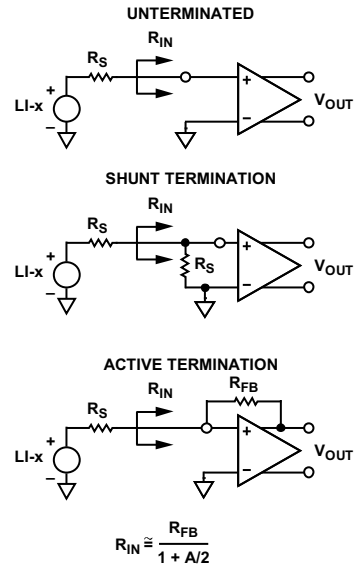 UNTERMINATED
RIN
RS
LI-x
+
–
+
–
VOUT
SHUNT TERMINATION
RIN
RS
LI-x
+
–
RS
+
–
VOUT
ACTIVE TERMINATION
RIN
RFB
RS
LI-x
+
–
+
–
VOUT
RIN ≅ RFB
1 + A/2